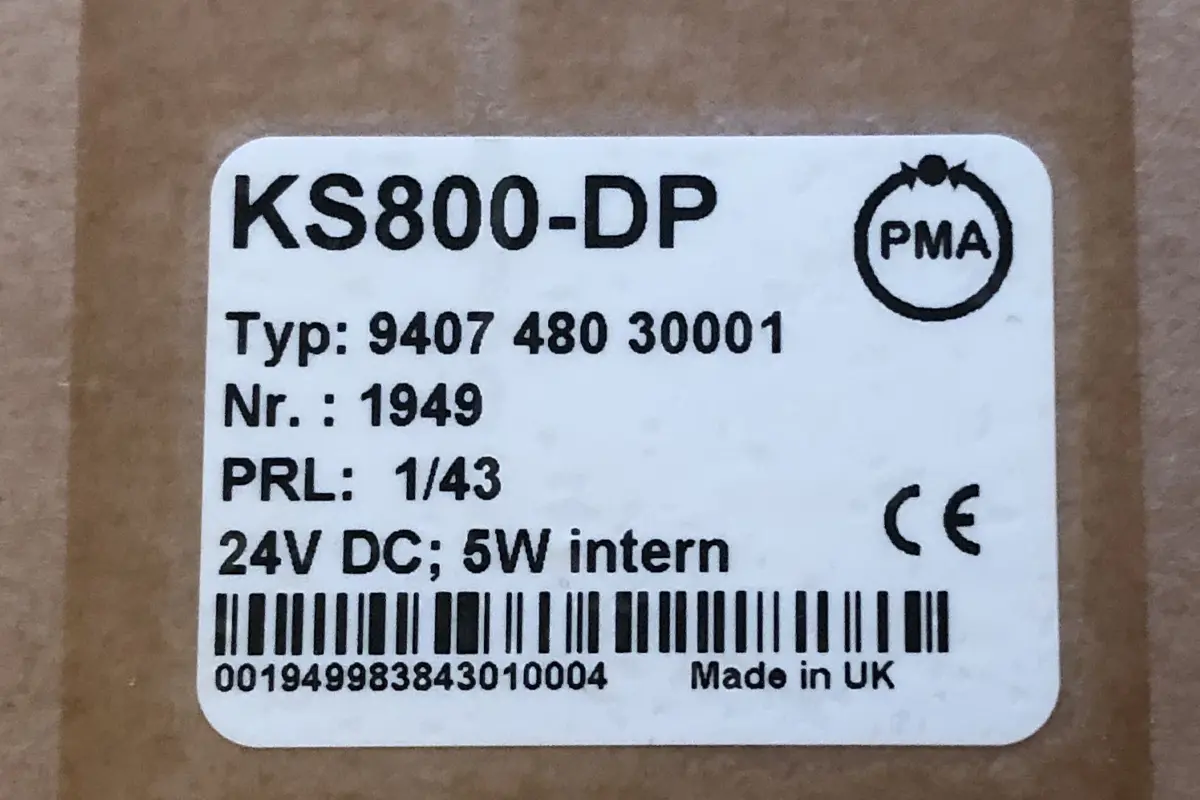 KS800-DP
PMA
Typ: 9407 480 30001
Nr. : 1949
PRL: 1/43
CE
24V DC; 5W intern
001949983843010004 Made in UK